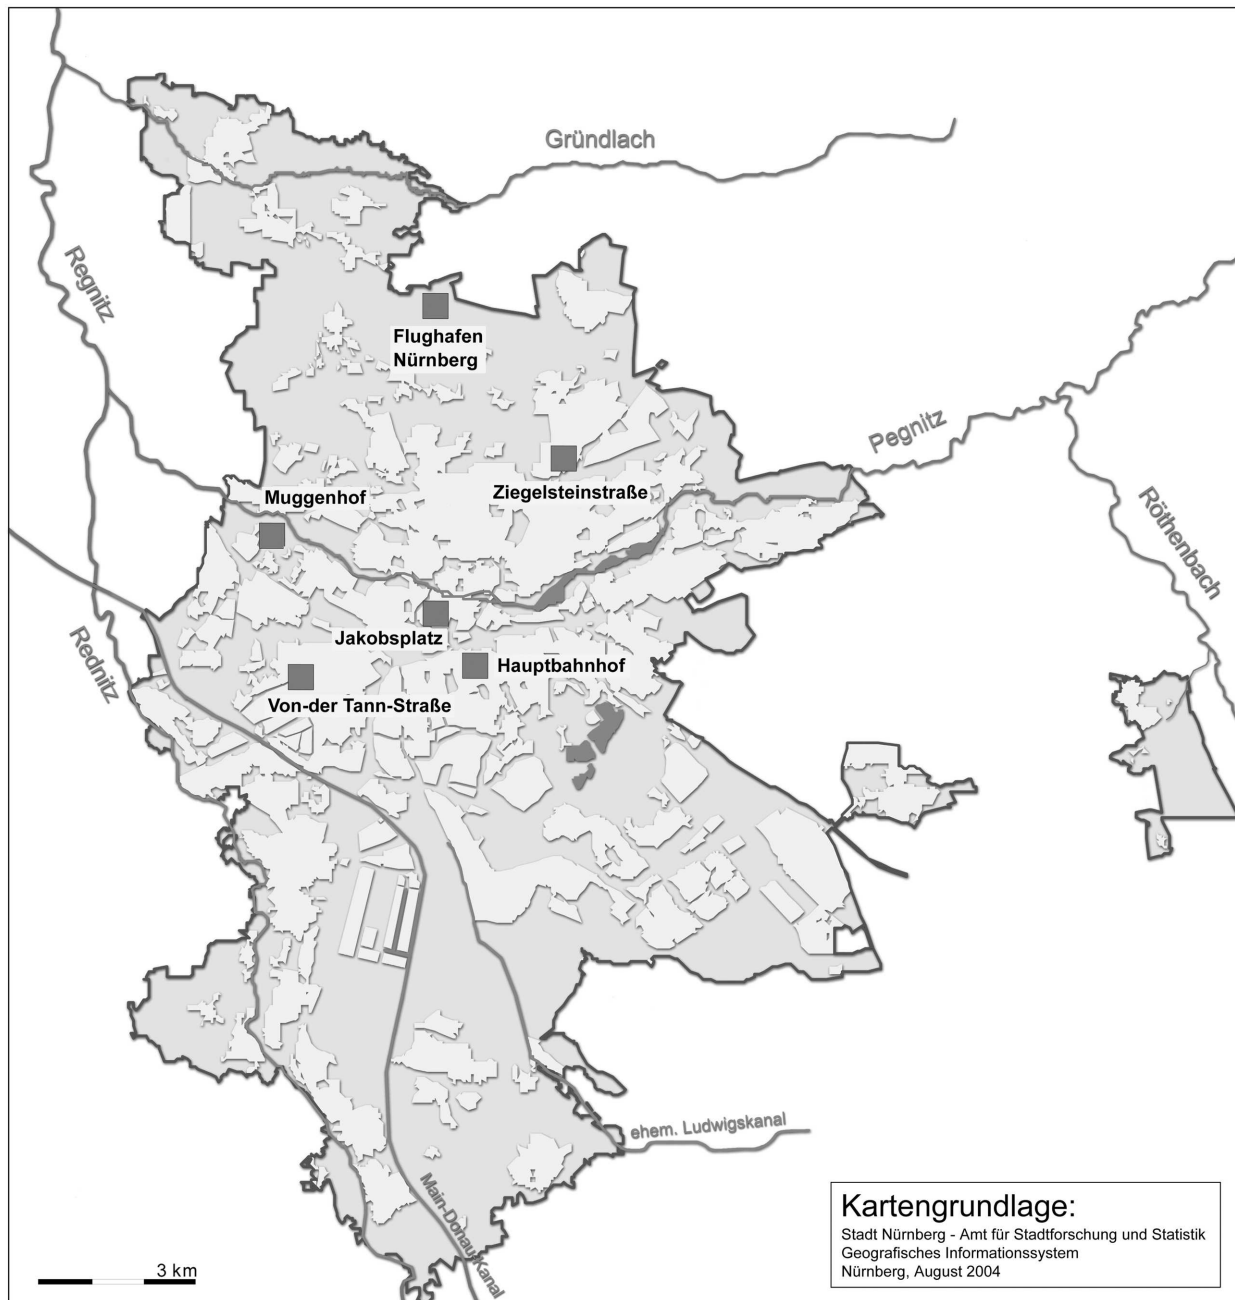 Gründlach
Regnitz
Flughafen
Nürnberg
Pegnitz
Muggenhof
Ziegelsteinstraße
Röthenbach
Jakobsplatz
Rednitz
Hauptbahnhof
Von-der Tann-Straße
ehem. Ludwigskanal
Main-Donau-Kanal
Kartengrundlage:
Stadt Nürnberg - Amt für Stadtforschung und Statistik
Geografisches Informationssystem
Nürnberg, August 2004
3 km